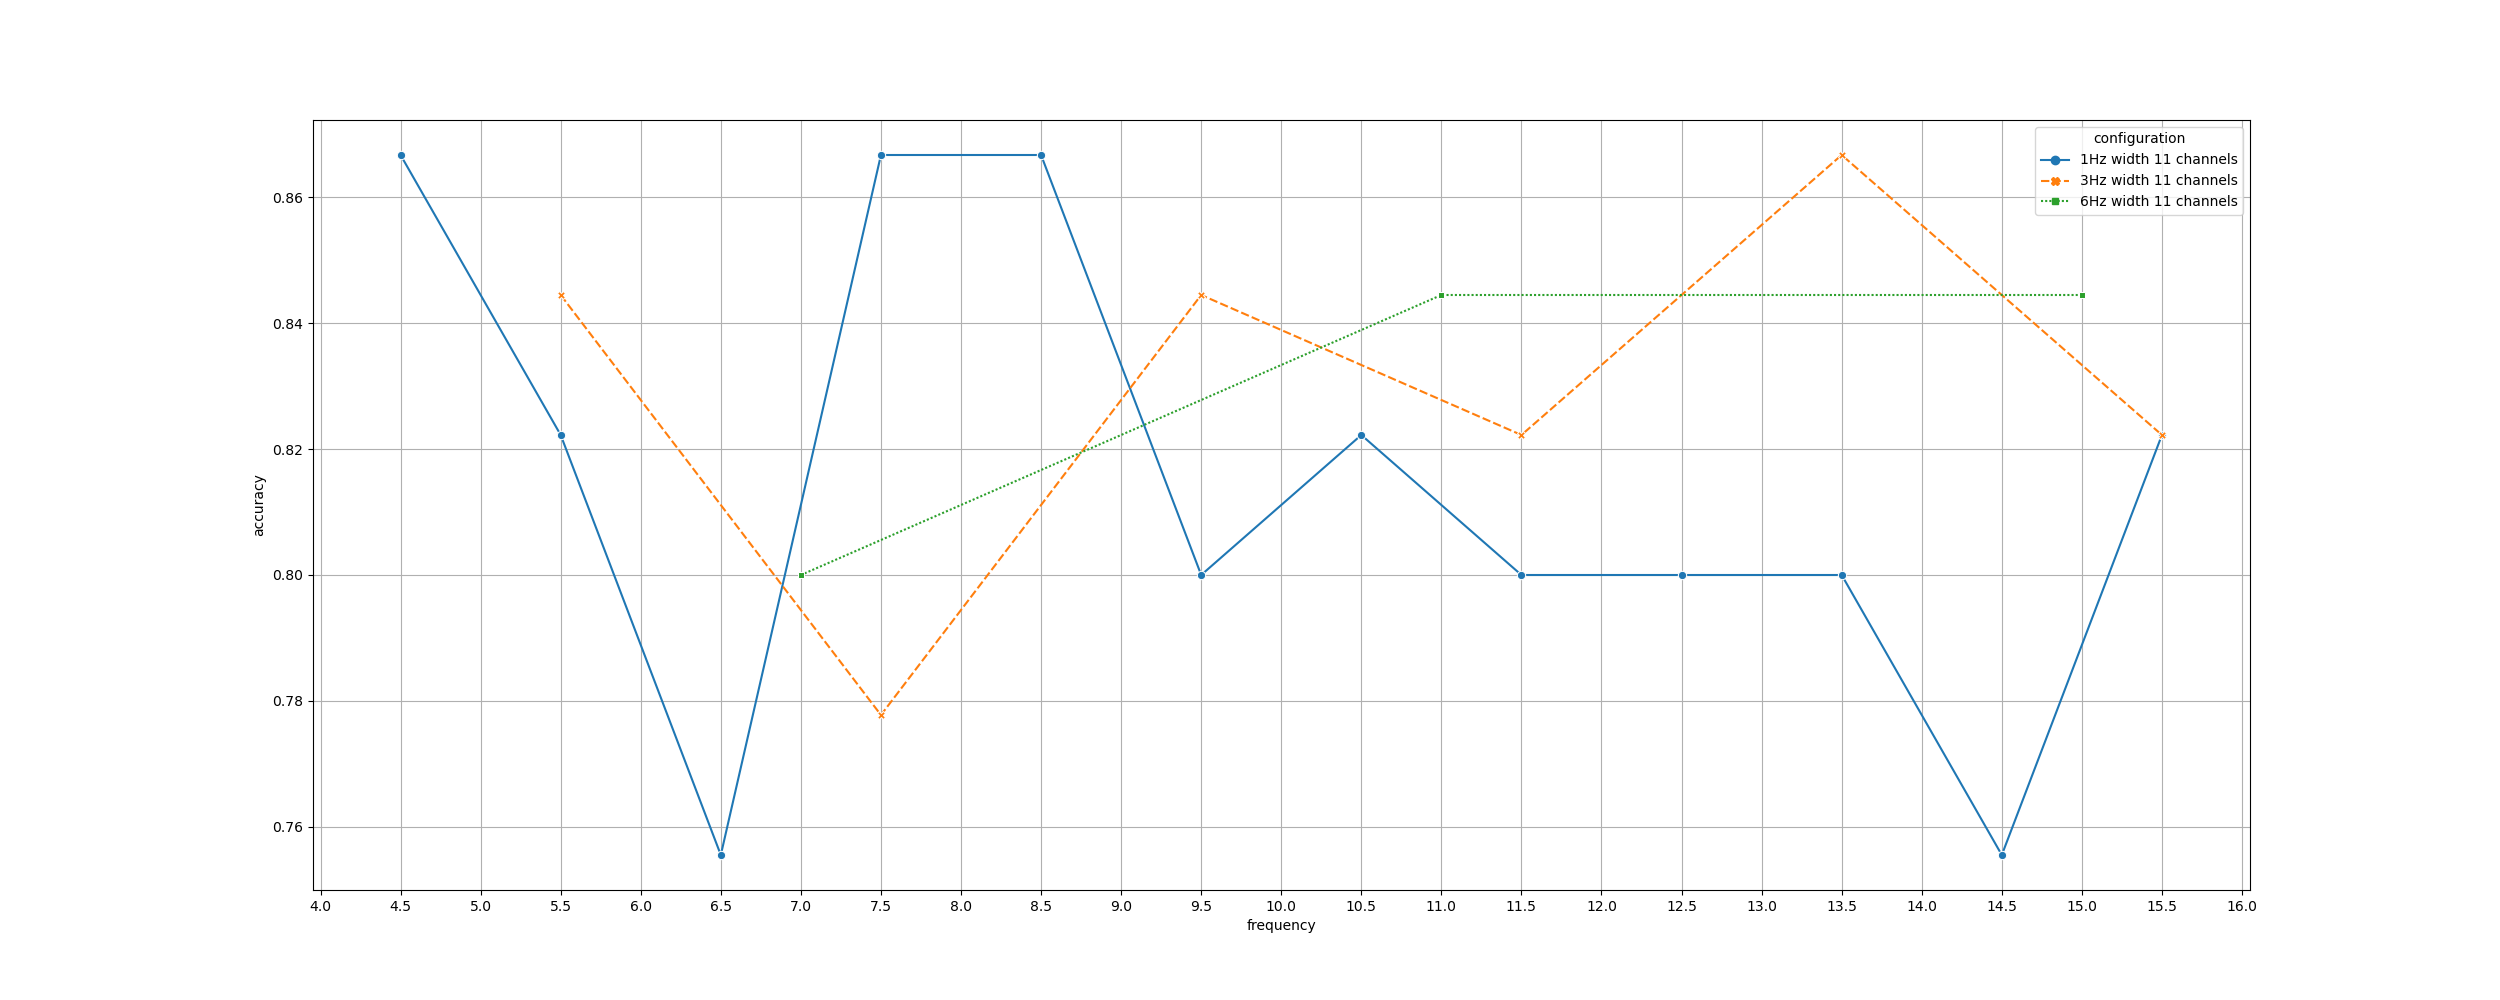 configuration
1Hz width 11 channels
3Hz width 11 channels
6Hz width 11 channels
0.86
0.84
0.82
0.80
0.78
0.76
accuracy
4.0 4.5 5.0 5.5 6.0 6.5 7.0 7.5 8.0 8.5 9.0 9.5 10.0 10.5 11.0 11.5 12.0 12.5 13.0 13.5 14.0 14.5 15.0 15.5 16.0
frequency